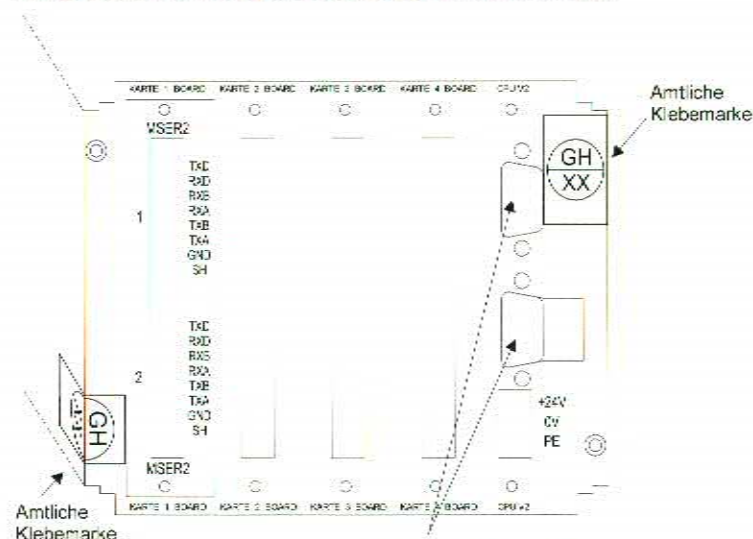 KARTE 1 BOARD KARTE 2 BOARD KARTE 3 BOARD KARTE 4 BOARD CPU V2
MSER2
Amtliche
Klebemarke
GH
XX
1
TXD
RXD
RXB
RXA
TXB
TXA
GND
SH
2
TXD
RXD
RXB
RXA
TXB
TXA
GND
SH
+24V
0V
PE
GH
MSER2
KARTE 1 BOARD KARTE 2 BOARD KARTE 3 BOARD KARTE 4 BOARD CPU V2
Amtliche
Klebemarke